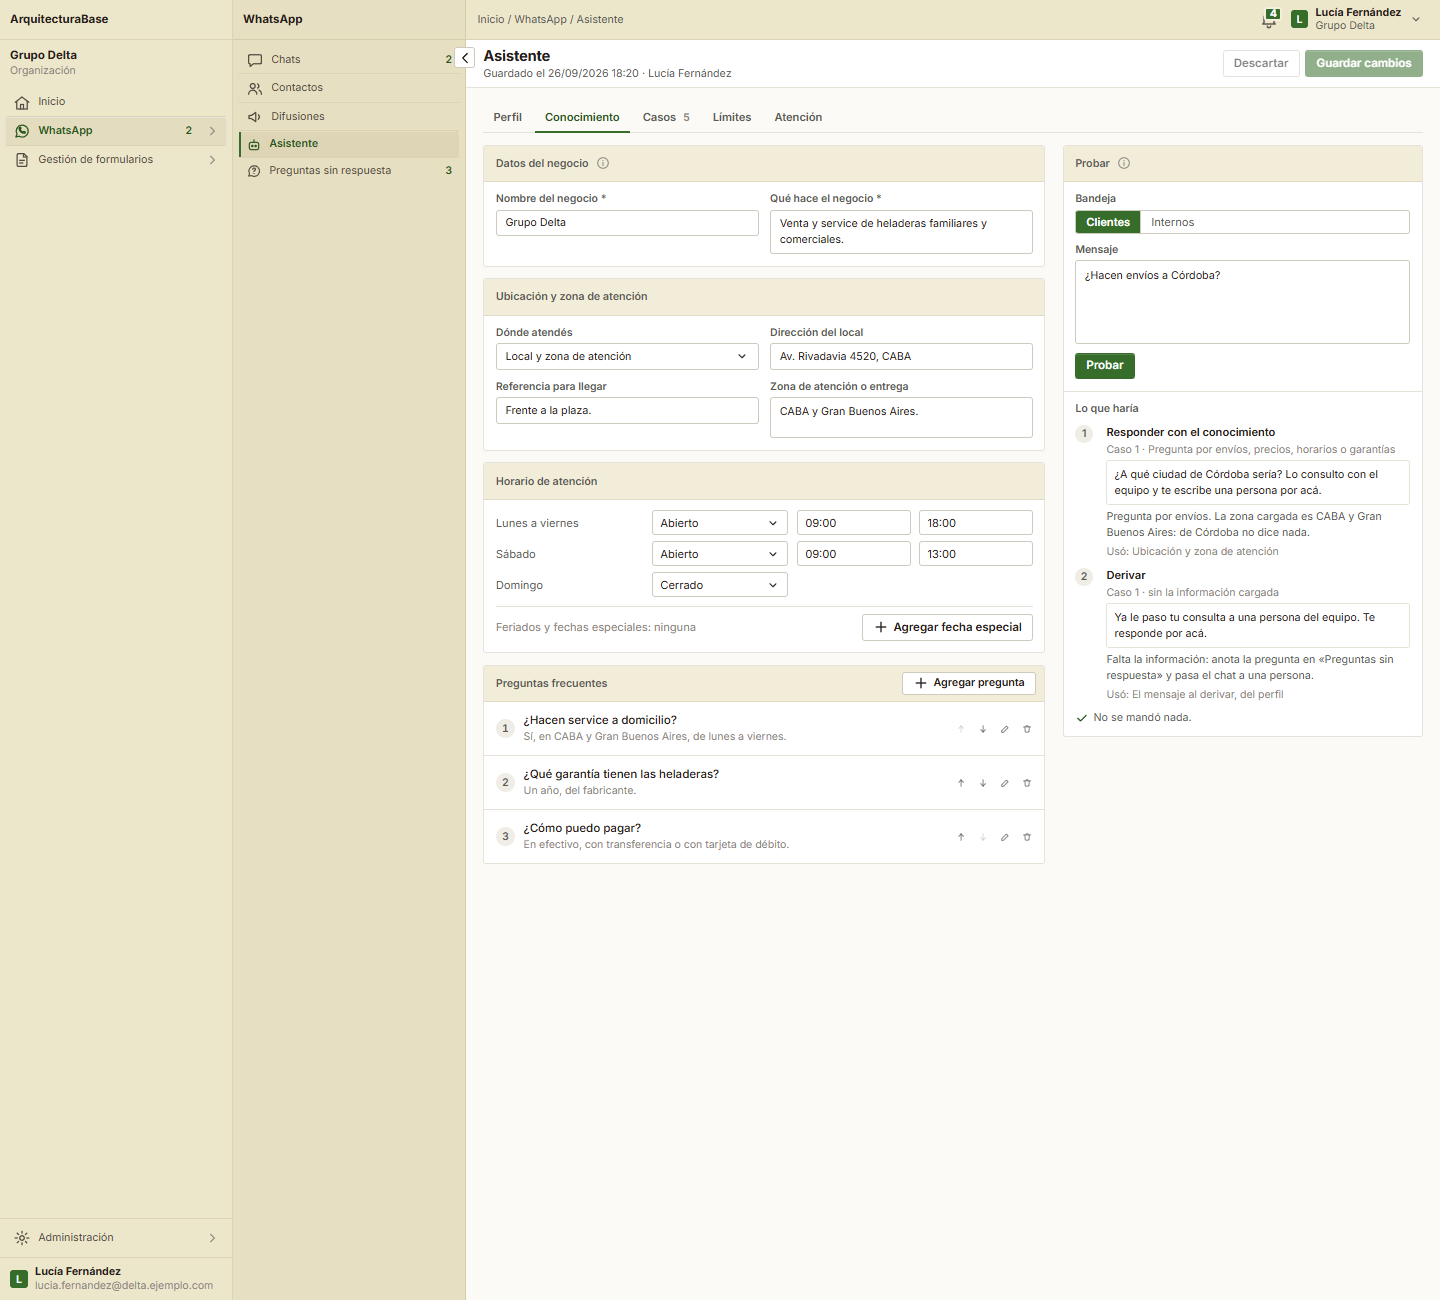 ArquitecturaBase
Grupo Delta
Organización
Inicio
WhatsApp 2
Gestión de formularios
Administración
L Lucía Fernández
lucia.fernandez@delta.ejemplo.com
WhatsApp
Chats 2
Contactos
Difusiones
Asistente
Preguntas sin respuesta 3
Inicio / WhatsApp / Asistente
4
L Lucía Fernández
Grupo Delta
Asistente
Guardado el 26/09/2026 18:20 · Lucía Fernández
Descartar
Guardar cambios
Perfil Conocimiento Casos 5 Límites Atención
Datos del negocio
Nombre del negocio *
Grupo Delta
Qué hace el negocio *
Venta y service de heladeras familiares y
comerciales.
Ubicación y zona de atención
Dónde atendés
Local y zona de atención
Dirección del local
Av. Rivadavia 4520, CABA
Referencia para llegar
Frente a la plaza.
Zona de atención o entrega
CABA y Gran Buenos Aires.
Horario de atención
Lunes a viernes Abierto 09:00 18:00
Sábado Abierto 09:00 13:00
Domingo Cerrado
Feriados y fechas especiales: ninguna
Agregar fecha especial
Preguntas frecuentes
Agregar pregunta
1 ¿Hacen service a domicilio?
Sí, en CABA y Gran Buenos Aires, de lunes a viernes.
2 ¿Qué garantía tienen las heladeras?
Un año, del fabricante.
3 ¿Cómo puedo pagar?
En efectivo, con transferencia o con tarjeta de débito.
Probar
Bandeja
Clientes Internos
Mensaje
¿Hacen envíos a Córdoba?
Probar
Lo que haría
1 Responder con el conocimiento
Caso 1 · Pregunta por envíos, precios, horarios o garantías
¿A qué ciudad de Córdoba sería? Lo consulto con el
equipo y te escribe una persona por acá.
Pregunta por envíos. La zona cargada es CABA y Gran
Buenos Aires: de Córdoba no dice nada.
Usó: Ubicación y zona de atención
2 Derivar
Caso 1 · sin la información cargada
Ya le paso tu consulta a una persona del equipo. Te
responde por acá.
Falta la información: anota la pregunta en «Preguntas sin
respuesta» y pasa el chat a una persona.
Usó: El mensaje al derivar, del perfil
No se mandó nada.